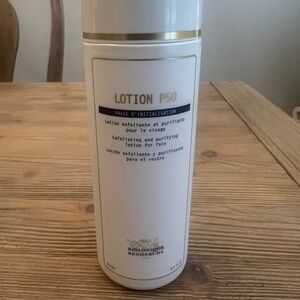 LOTION P50
PHASE D'INITIALISATION
Lotion exfoliante et purifiante
pour le visage
Exfoliating and purifying
lotion for face
Loción exfoliante y purificadora
para el rostro
BIOLOGIQUE
RECHERCHE